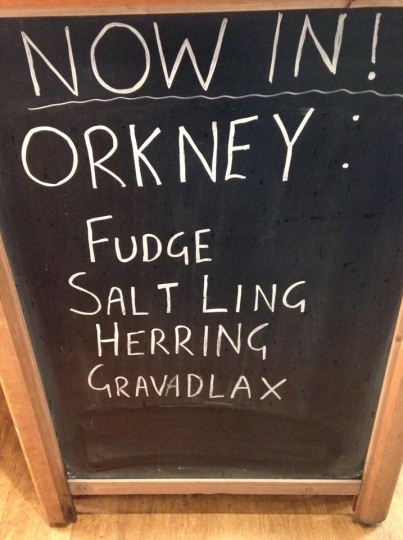 NOW IN!
ORKNEY:
FUDGE
SALT LING
HERRING
GRAVADLAX